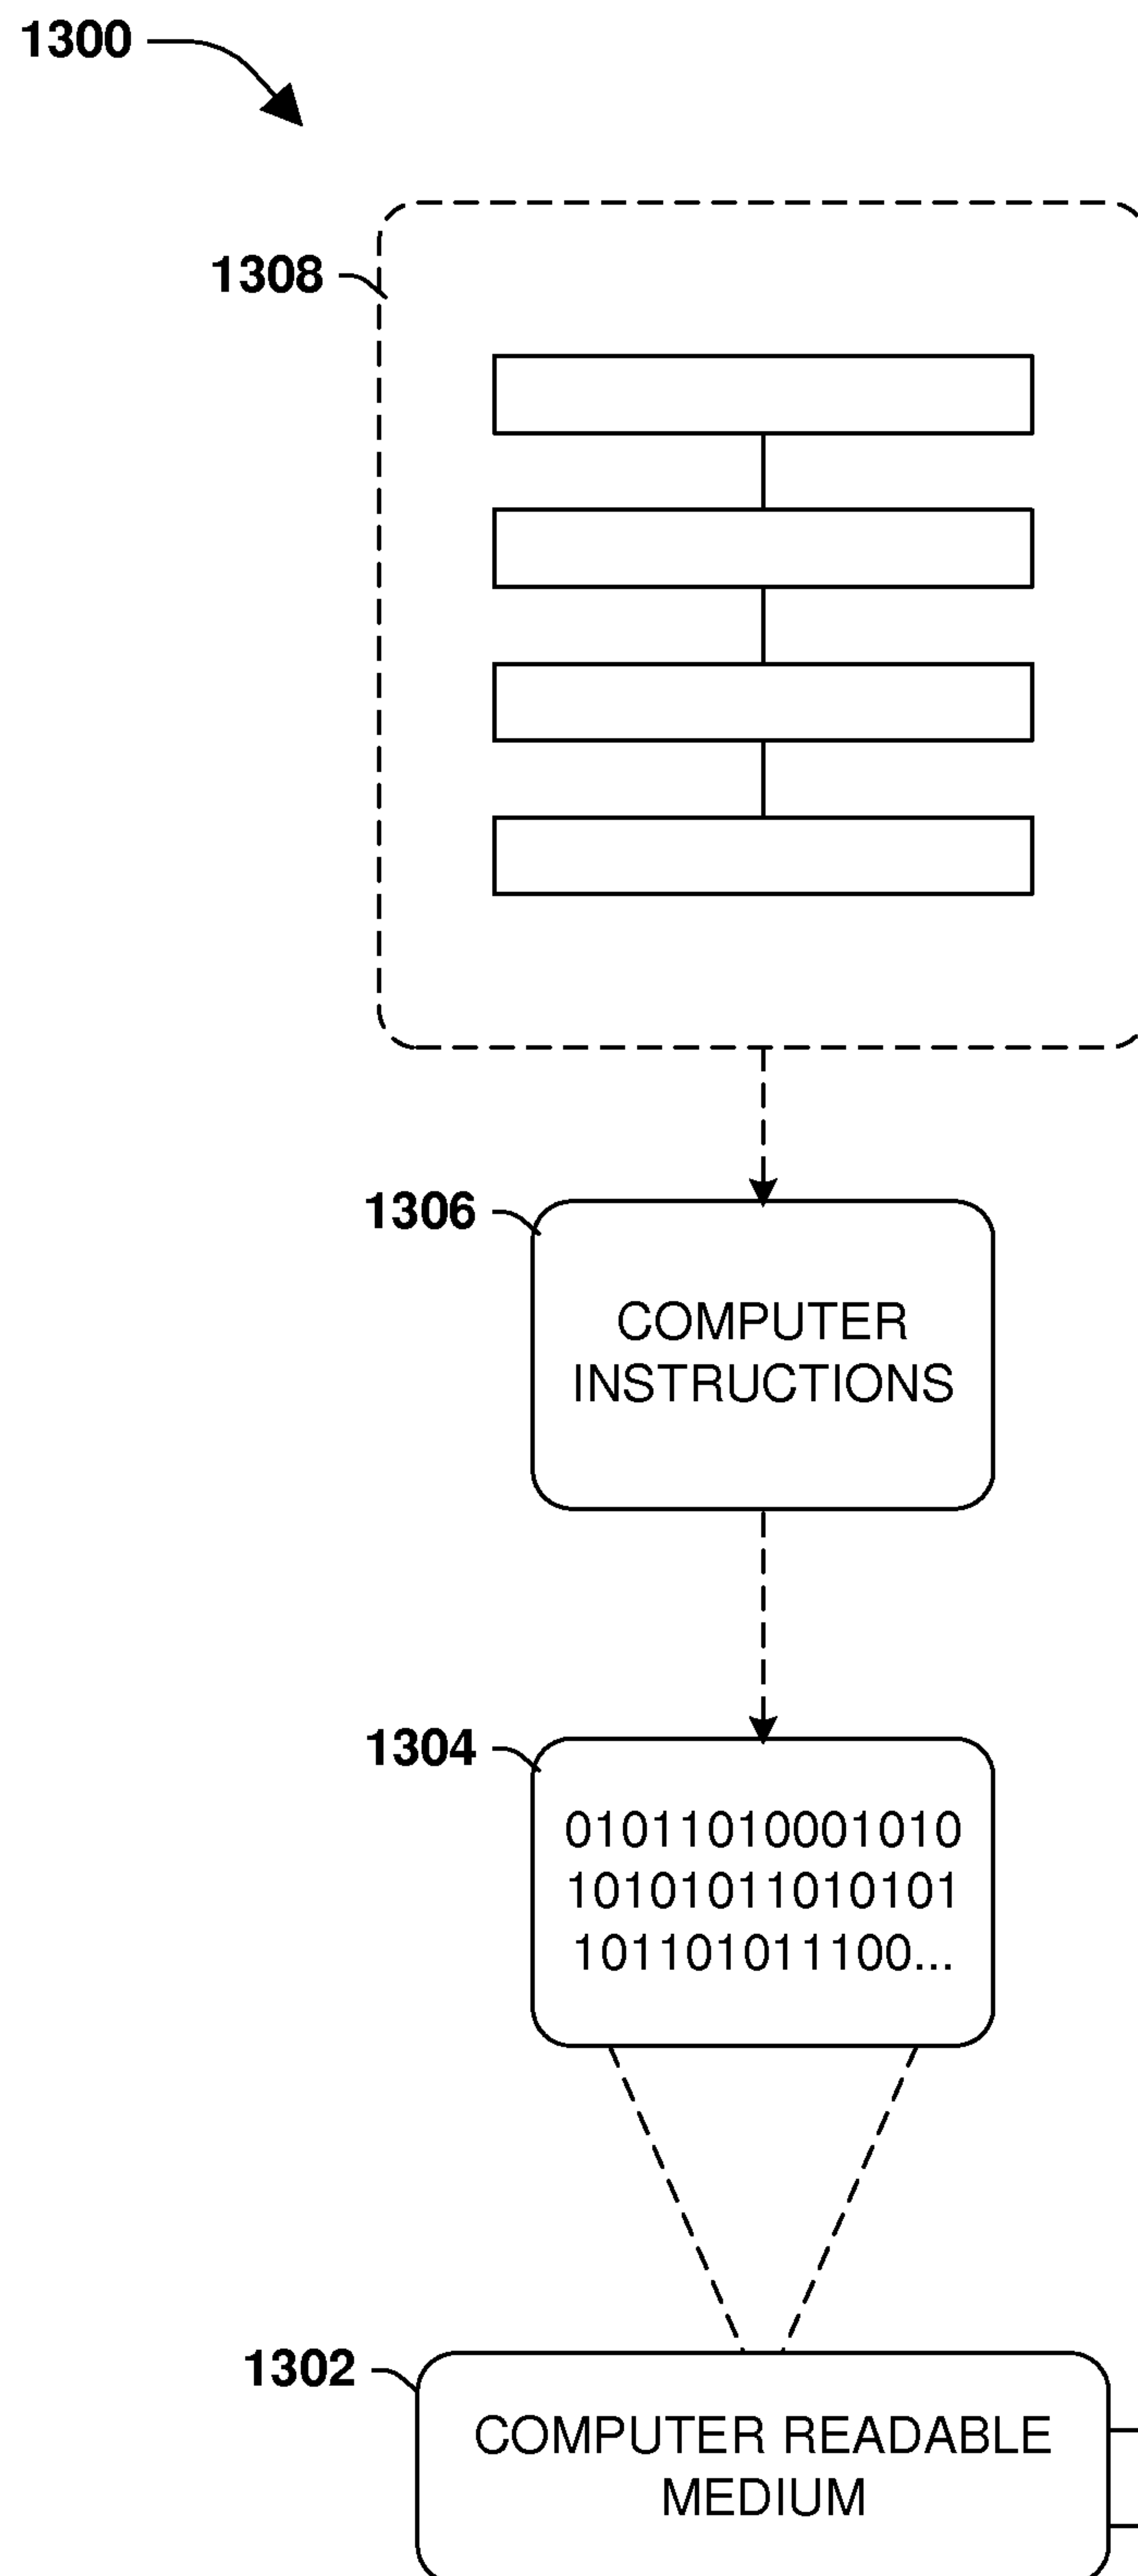 1300
1308
1306
COMPUTER
INSTRUCTIONS
1304
01011010001010
10101011010101
101101011100...
1302
COMPUTER READABLE
MEDIUM